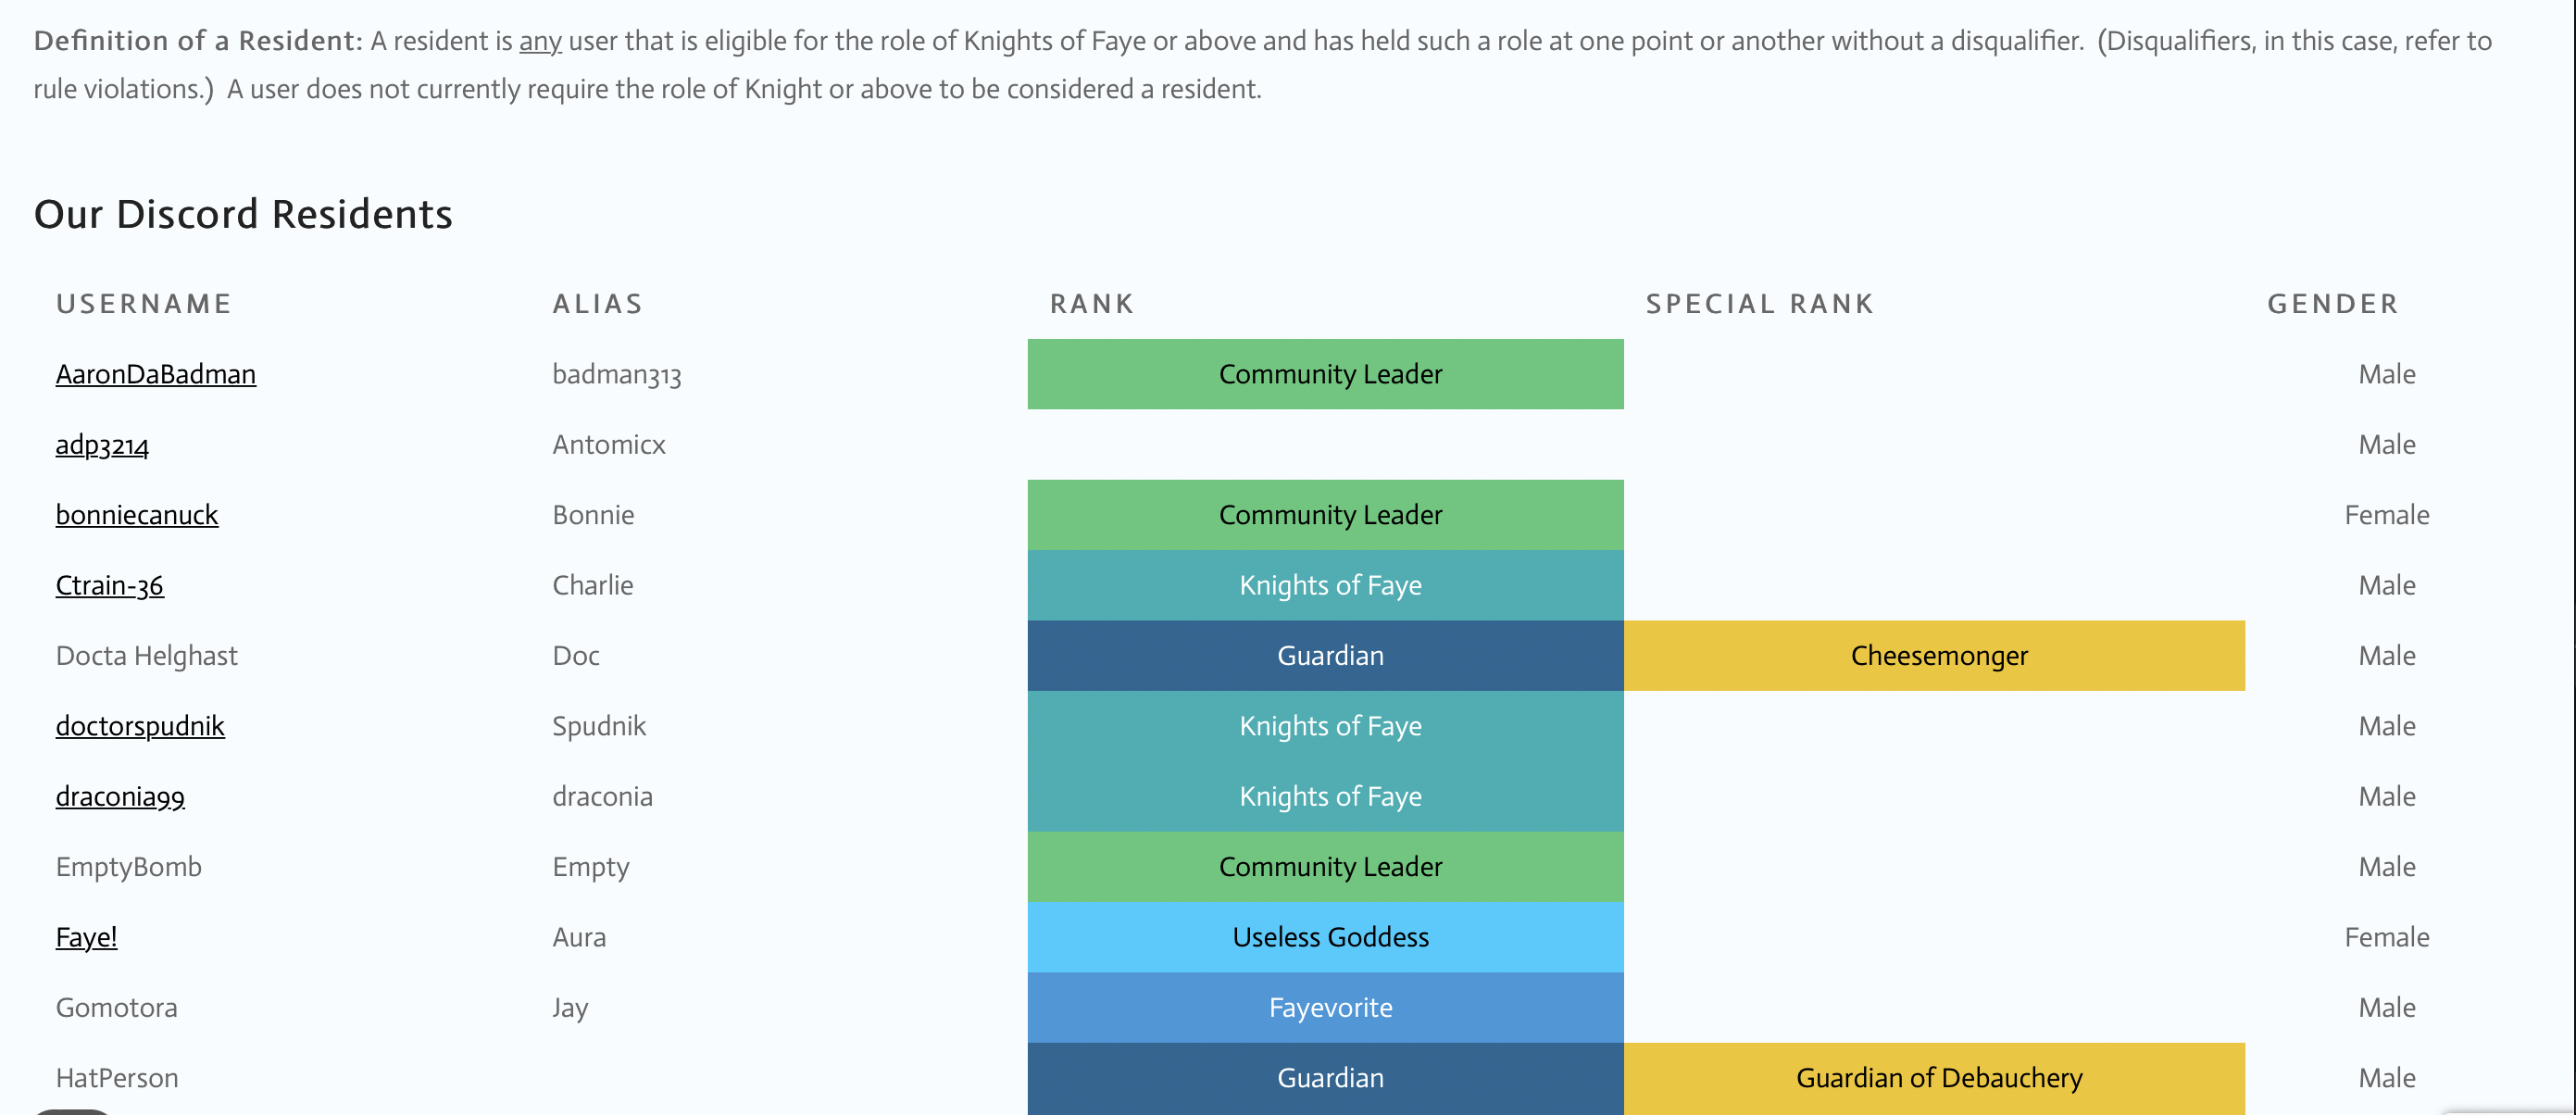 Definition of a Resident: A resident is any user that is eligible for the role of Knights of Faye or above and has held such a role at one point or another without a disqualifier.  (Disqualifiers, in this case, refer to
rule violations.)  A user does not currently require the role of Knight or above to be considered a resident.
Our Discord Residents
USERNAME ALIAS RANK SPECIAL RANK GENDER
AaronDaBadman badman313 Community Leader Male
adp3214 Antomicx Male
bonniecanuck Bonnie Community Leader Female
Ctrain-36 Charlie Knights of Faye Male
Docta Helghast Doc Guardian Cheesemonger Male
doctorspudnik Spudnik Knights of Faye Male
draconia99 draconia Knights of Faye Male
EmptyBomb Empty Community Leader Male
Faye! Aura Useless Goddess Female
Gomotora Jay Fayevorite Male
HatPerson Guardian Guardian of Debauchery Male